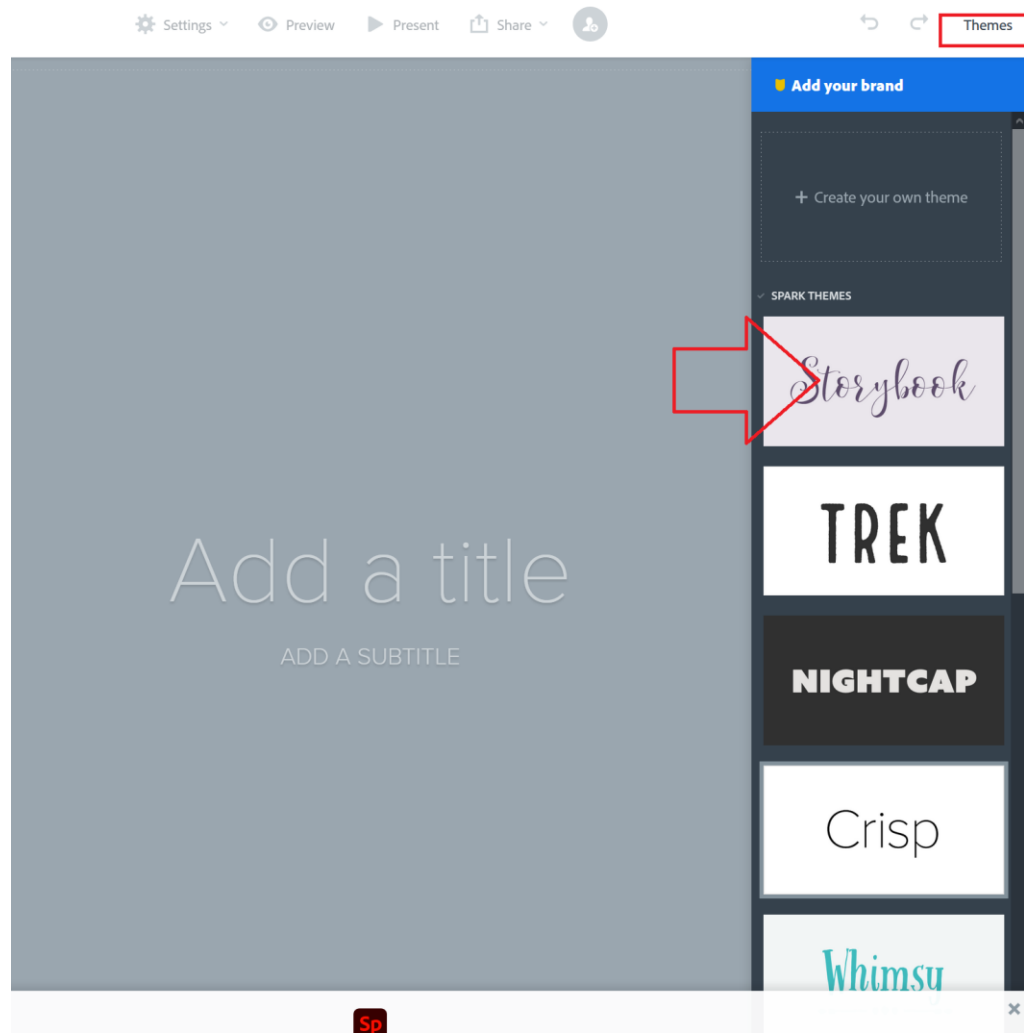 Settings Preview Present Share Themes
Add your brand
+ Create your own theme
SPARK THEMES
Storybook
TREK
NIGHTCAP
Crisp
Whimsy
Add a title
ADD A SUBTITLE
Sp